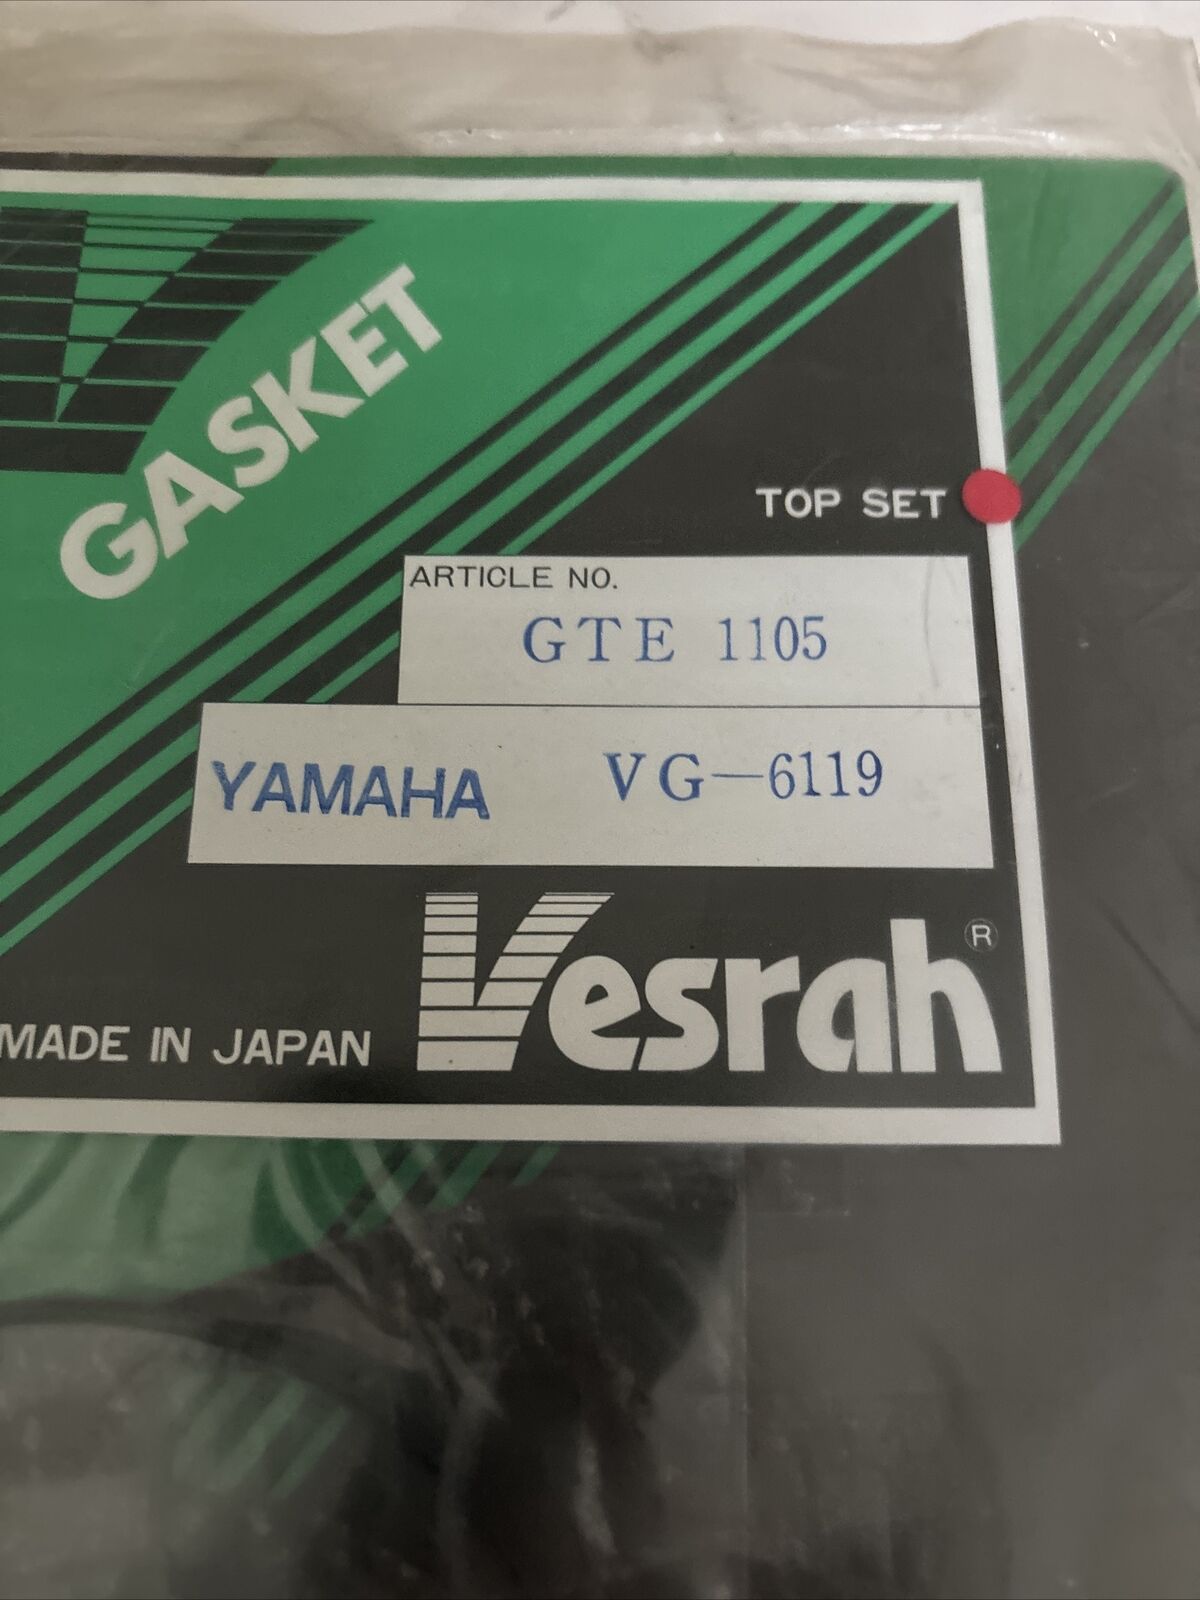 GASKET
TOP SET
ARTICLE NO.
GTE 1105
YAMAHA VG-6119
Vesrah®
MADE IN JAPAN